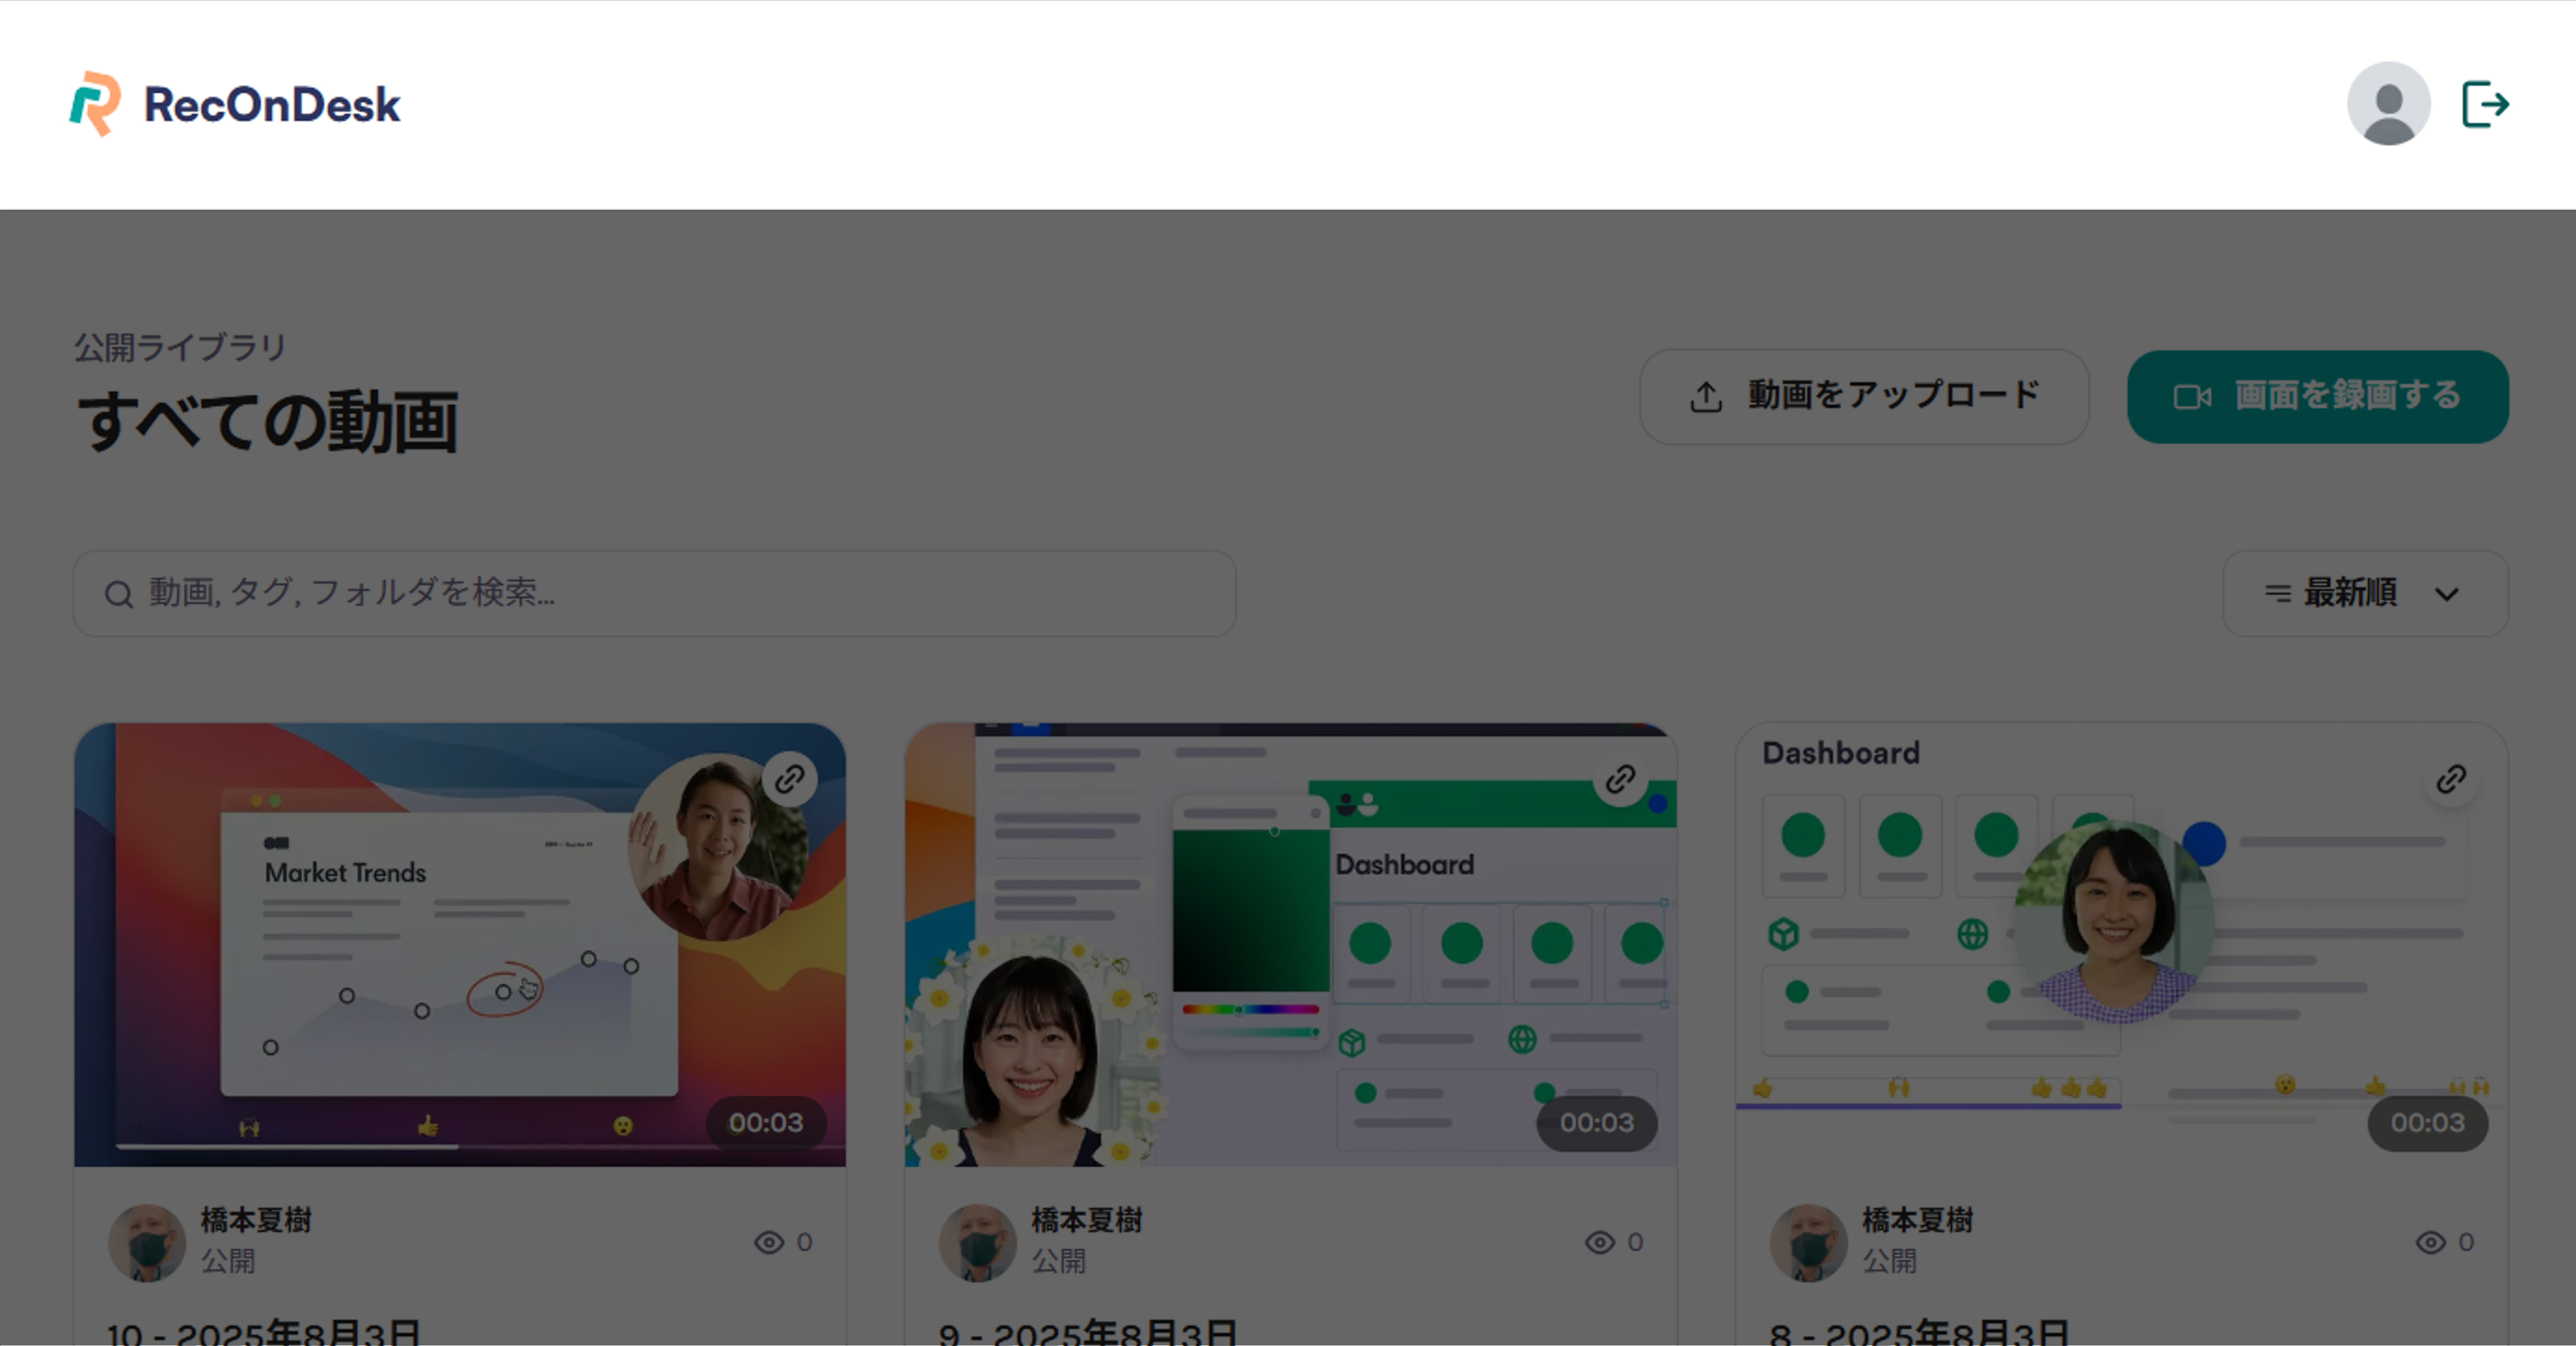 RecOnDesk
公開ライブラリ
すべての動画
動画をアップロード
画面を録画する
動画, タグ, フォルダを検索...
最新順
Market Trends
00:03
Dashboard
00:03
Dashboard
00:03
橋本夏樹
公開
0
橋本夏樹
公開
0
橋本夏樹
公開
0
10 - 2025年8月3日
9 - 2025年8月3日
8 - 2025年8月3日